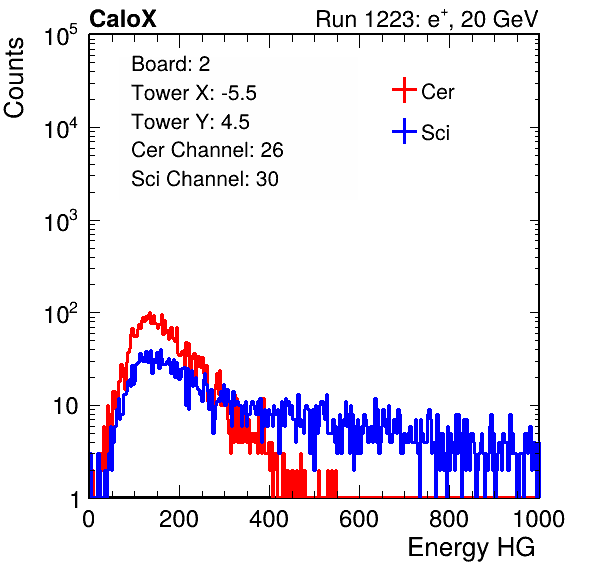 CaloX Run 1223: e⁺, 20 GeV
Counts
10⁵
10⁴
10³
10²
10
1
Board: 2
Tower X: -5.5
Tower Y: 4.5
Cer Channel: 26
Sci Channel: 30
Cer
Sci
0 200 400 600 800 1000
Energy HG